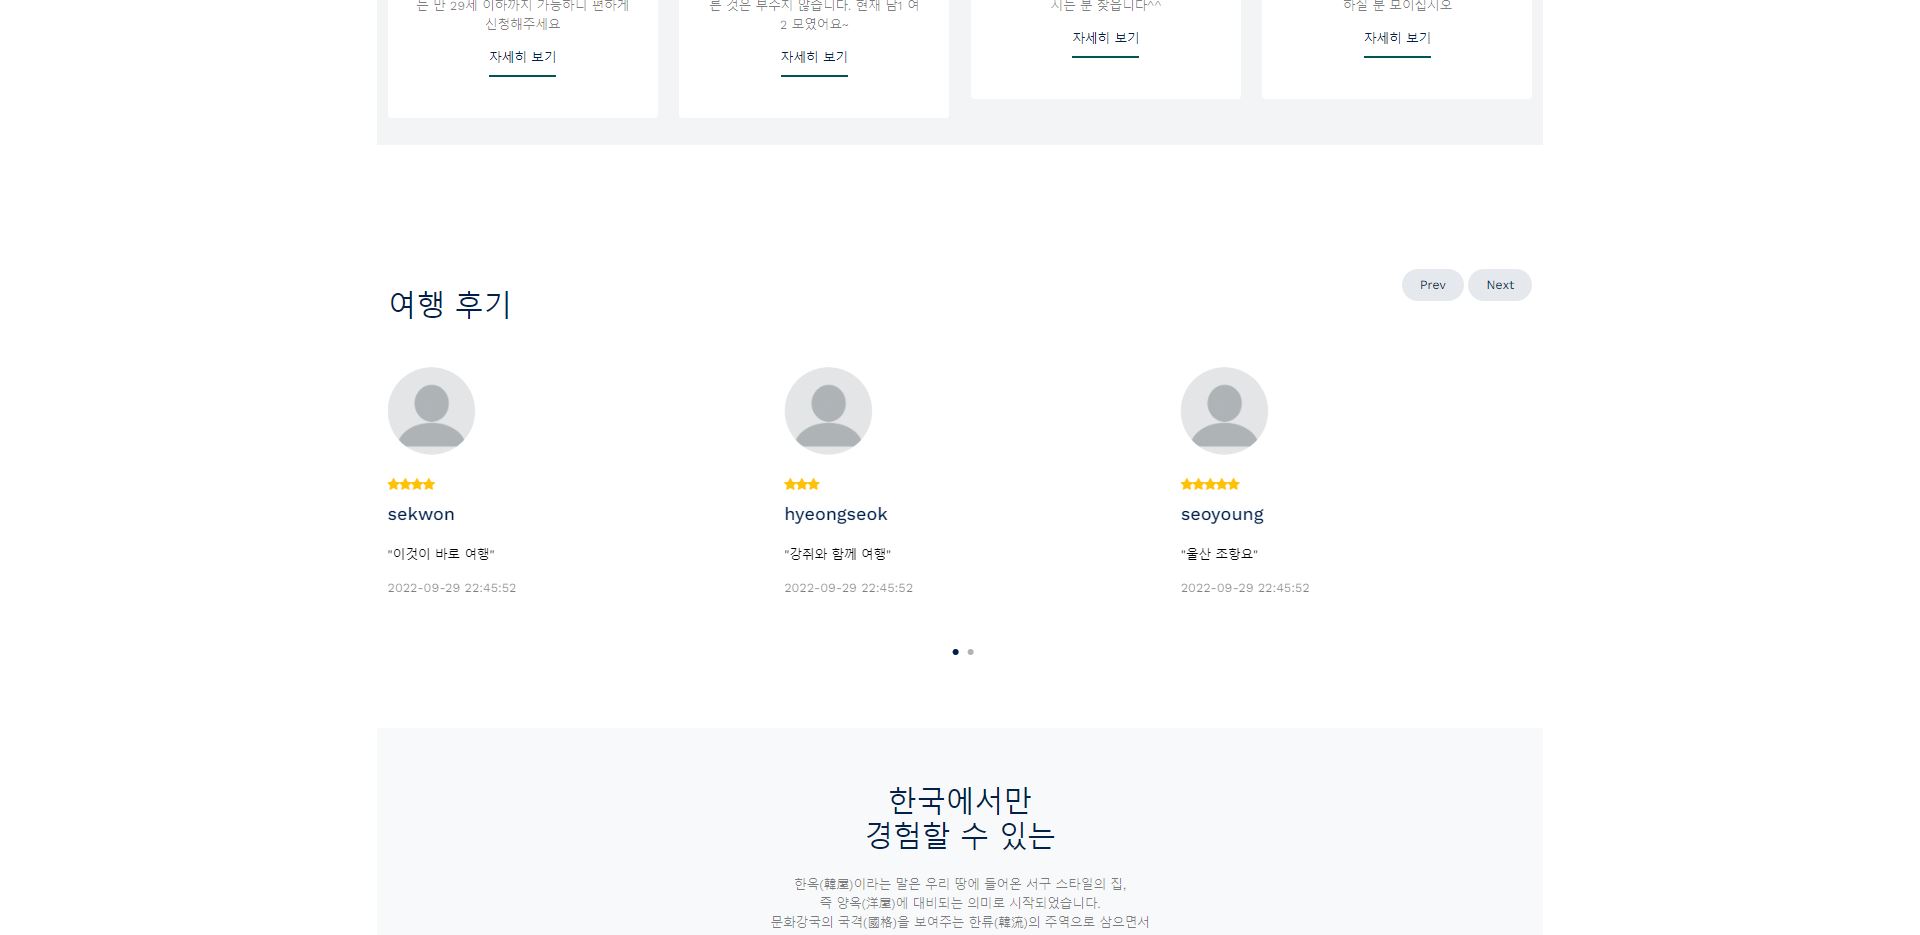 는 만 29세 이하까지 가능하니 편하게
신청해주세요
자세히 보기
른 것은 부수지 않습니다. 현재 남1 여
2 모였어요~
자세히 보기
시는 분 찾습니다^^
자세히 보기
하실 분 모이십시오
자세히 보기
여행 후기
Prev
Next
sekwon
"이것이 바로 여행"
2022-09-29 22:45:52
hyeongseok
"강쥐와 함께 여행"
2022-09-29 22:45:52
seoyoung
"울산 조항요"
2022-09-29 22:45:52
한국에서만
경험할 수 있는
한옥(韓屋)이라는 말은 우리 땅에 들어온 서구 스타일의 집,
즉 양옥(洋屋)에 대비되는 의미로 시작되었습니다.
문화강국의 국격(國格)을 보여주는 한류(韓流)의 주역으로 삼으면서